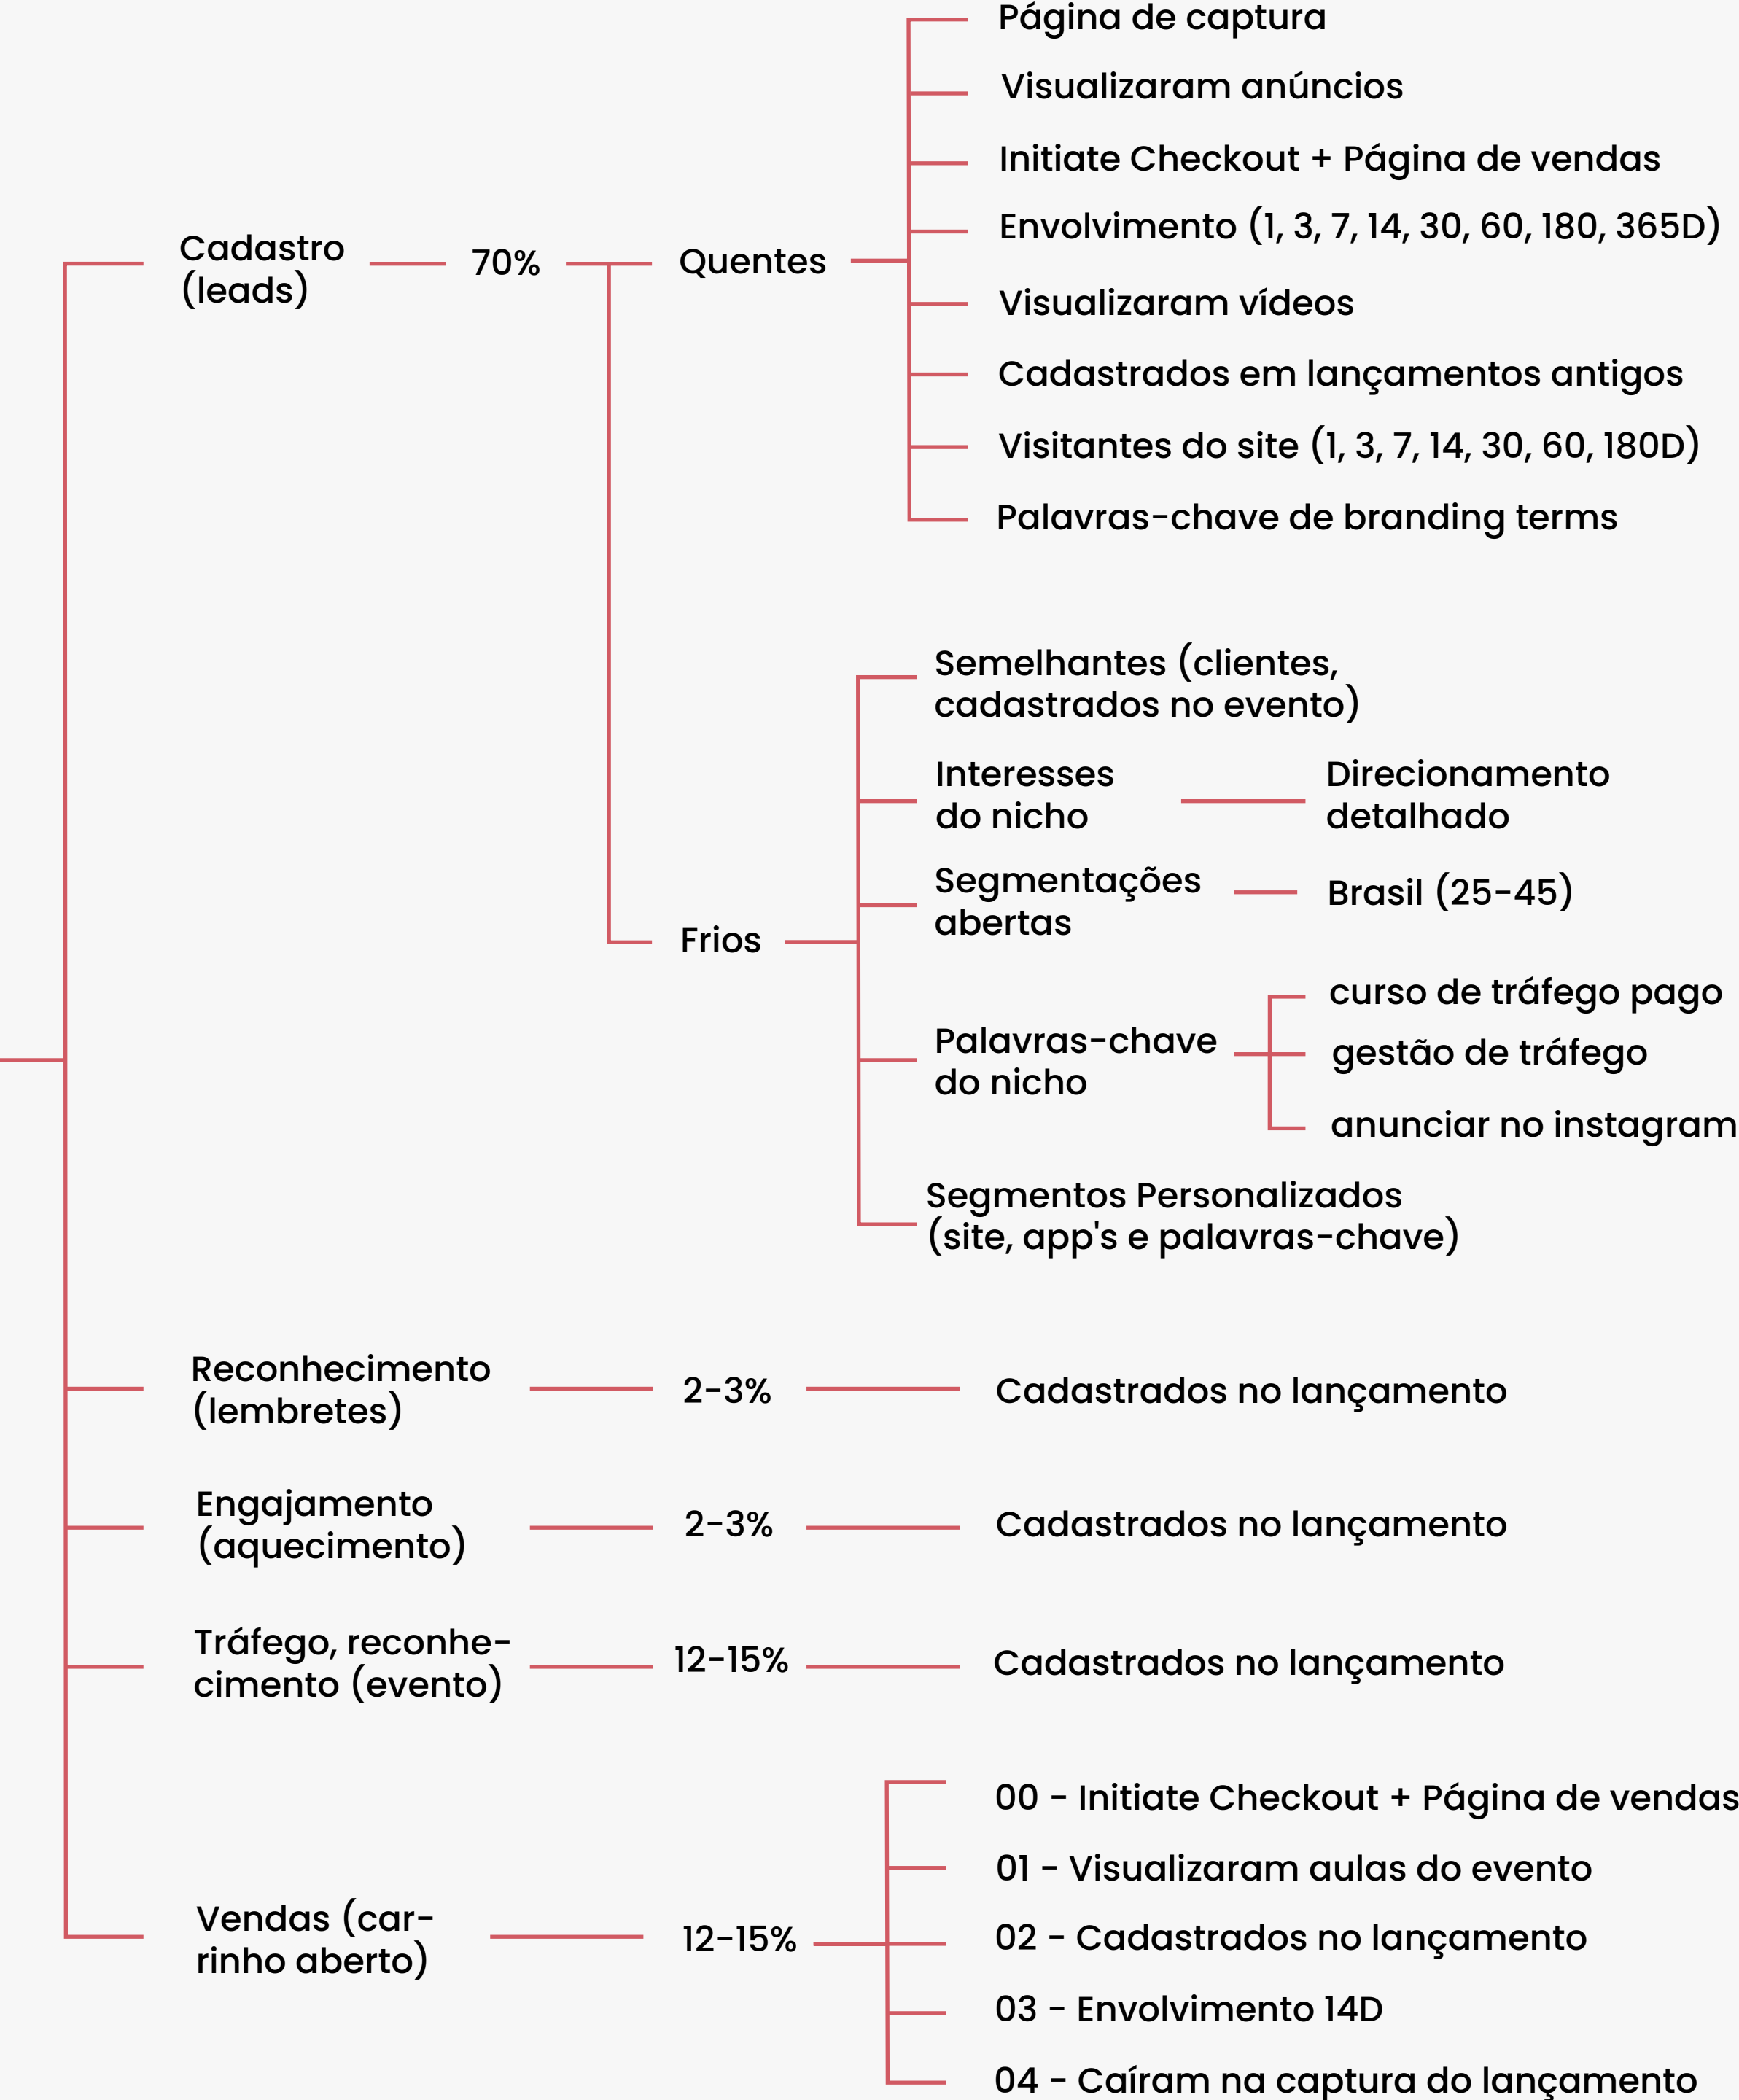 Página de captura
Visualizaram anúncios
Initiate Checkout + Página de vendas
Envolvimento (1, 3, 7, 14, 30, 60, 180, 365D)
Cadastro
(leads)
70%
Quentes
Visualizaram vídeos
Cadastrados em lançamentos antigos
Visitantes do site (1, 3, 7, 14, 30, 60, 180D)
Palavras-chave de branding terms
Semelhantes (clientes,
cadastrados no evento)
Interesses
do nicho
Direcionamento
detalhado
Segmentações
abertas
Brasil (25-45)
Frios
Palavras-chave
do nicho
curso de tráfego pago
gestão de tráfego
anunciar no instagram
Segmentos Personalizados
(site, app's e palavras-chave)
Reconhecimento
(lembretes)
2-3%
Cadastrados no lançamento
Engajamento
(aquecimento)
2-3%
Cadastrados no lançamento
Tráfego, reconhe-
cimento (evento)
12-15%
Cadastrados no lançamento
Vendas (car-
rinho aberto)
12-15%
00 - Initiate Checkout + Página de vendas
01 - Visualizaram aulas do evento
02 - Cadastrados no lançamento
03 - Envolvimento 14D
04 - Caíram na captura do lançamento